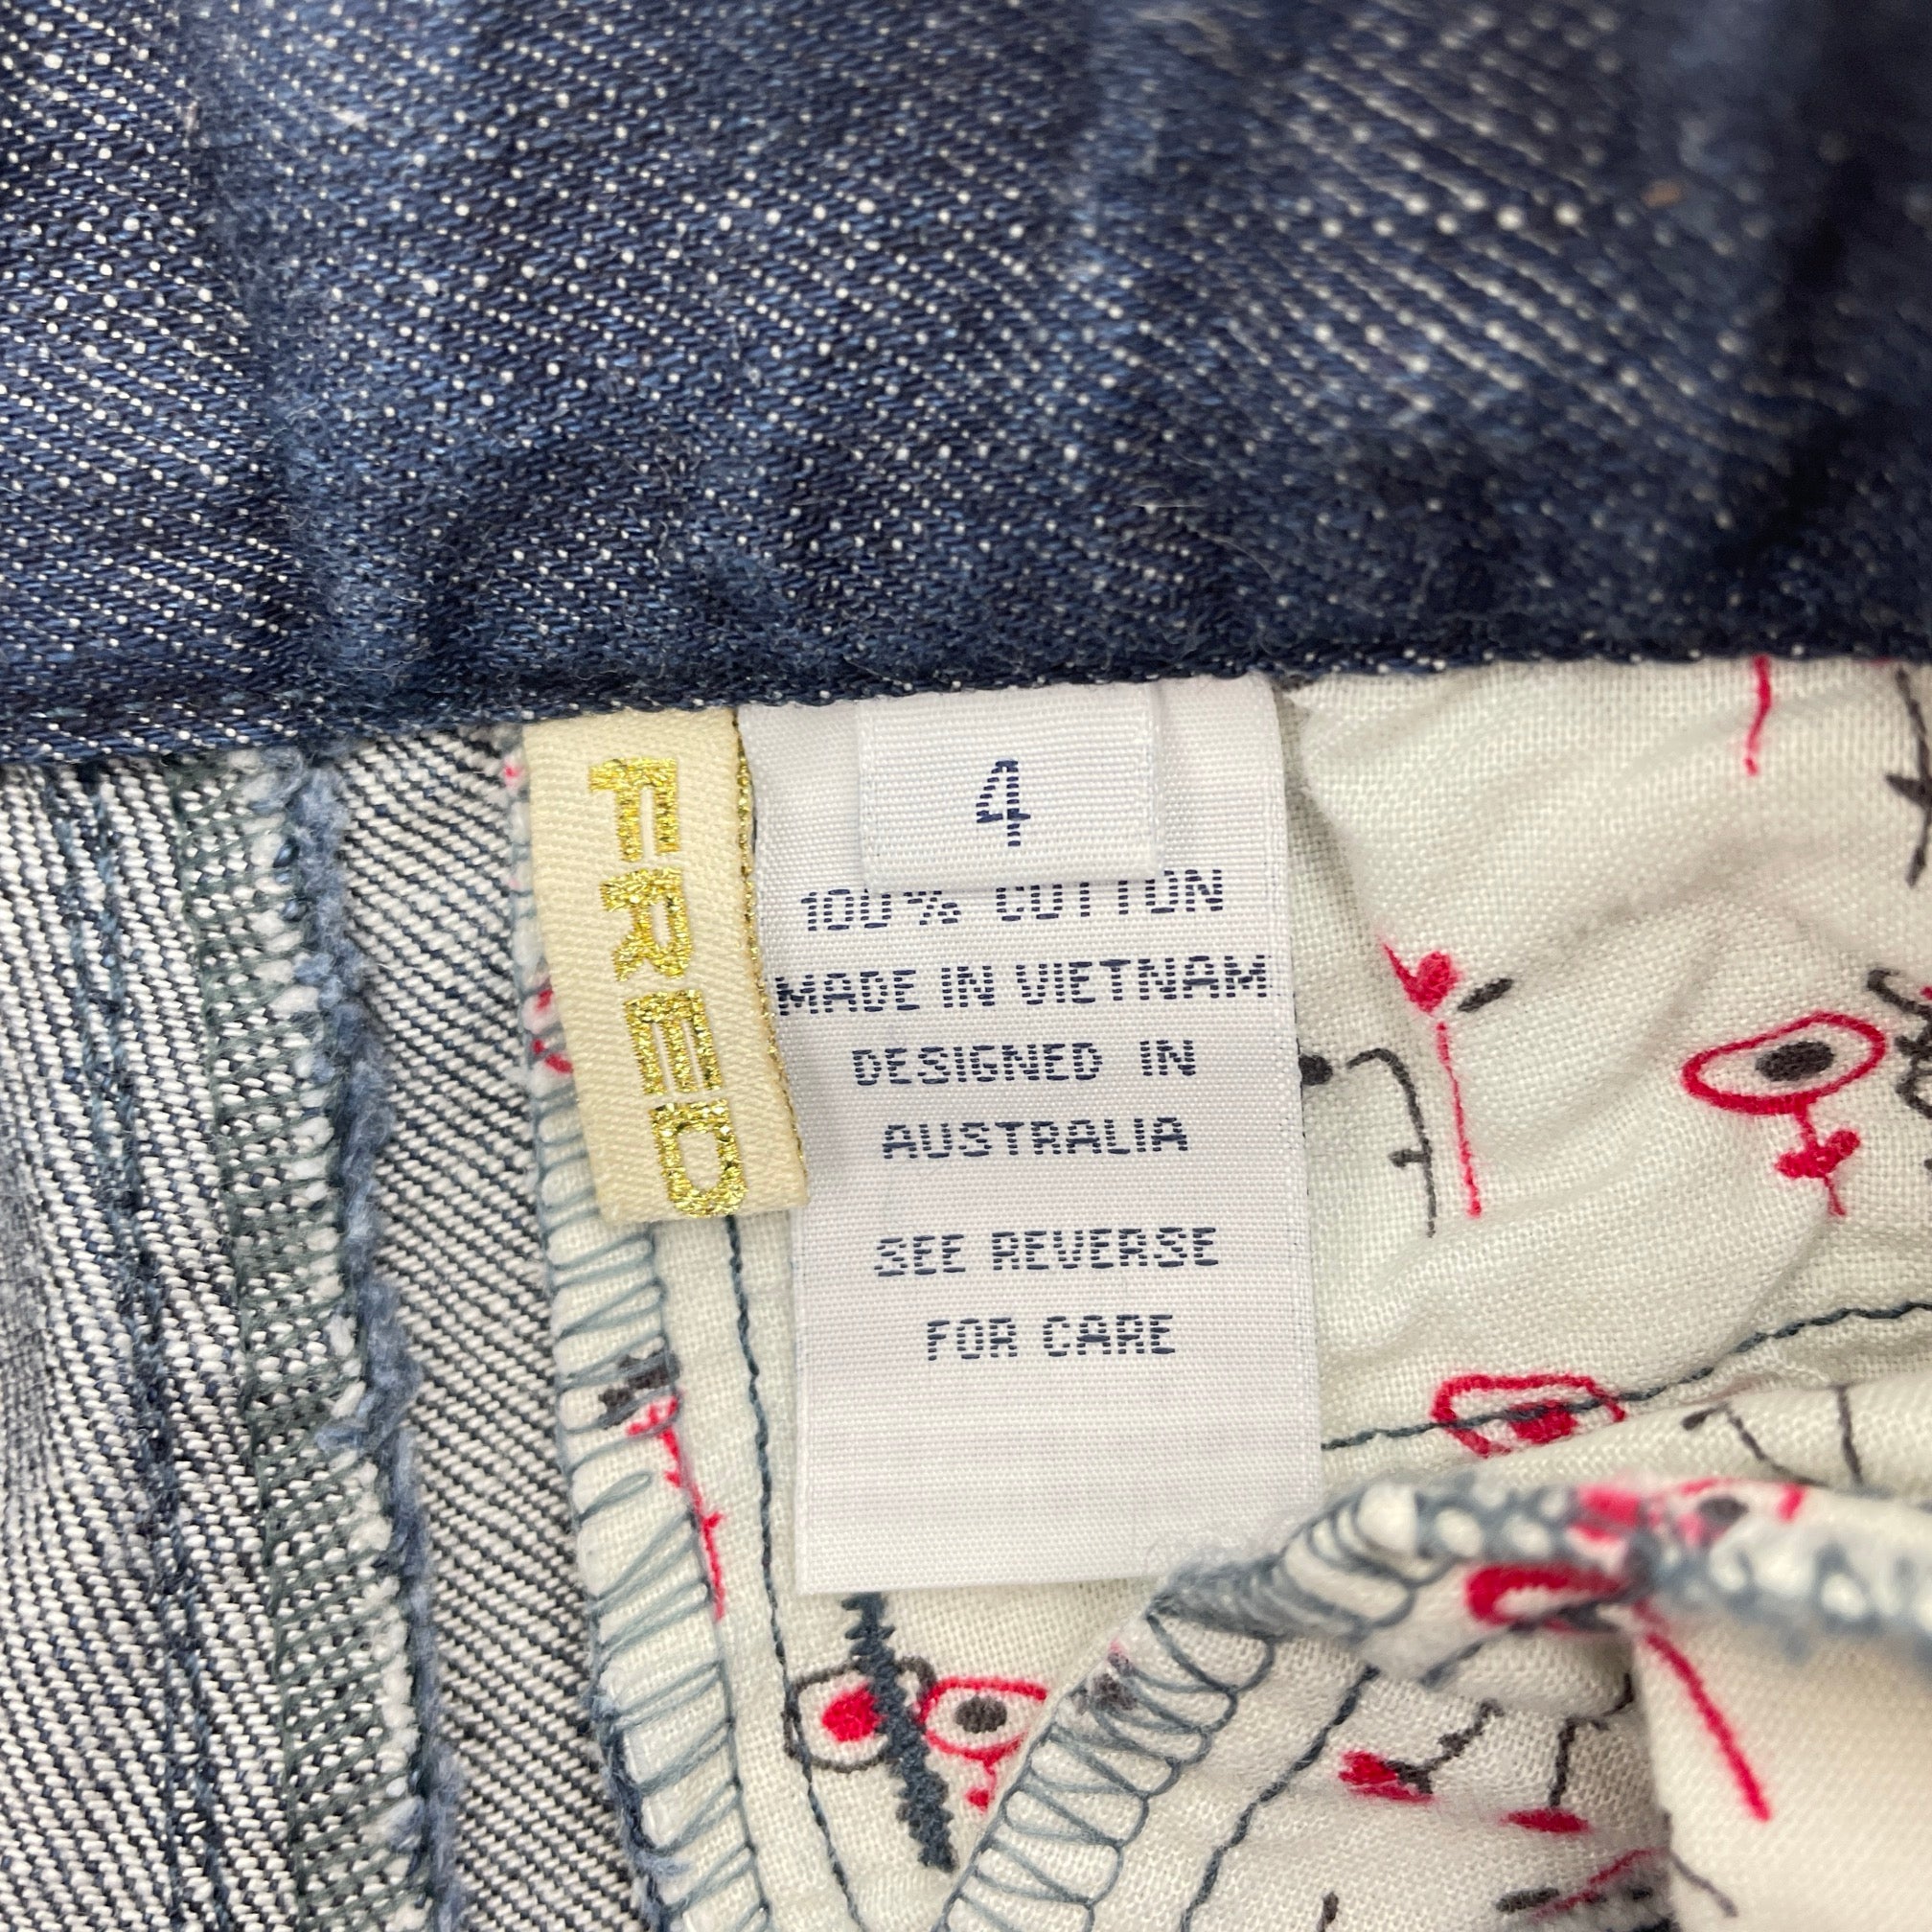 FRED
4
100% COTTON
MADE IN VIETNAM
DESIGNED IN
AUSTRALIA
SEE REVERSE
FOR CARE